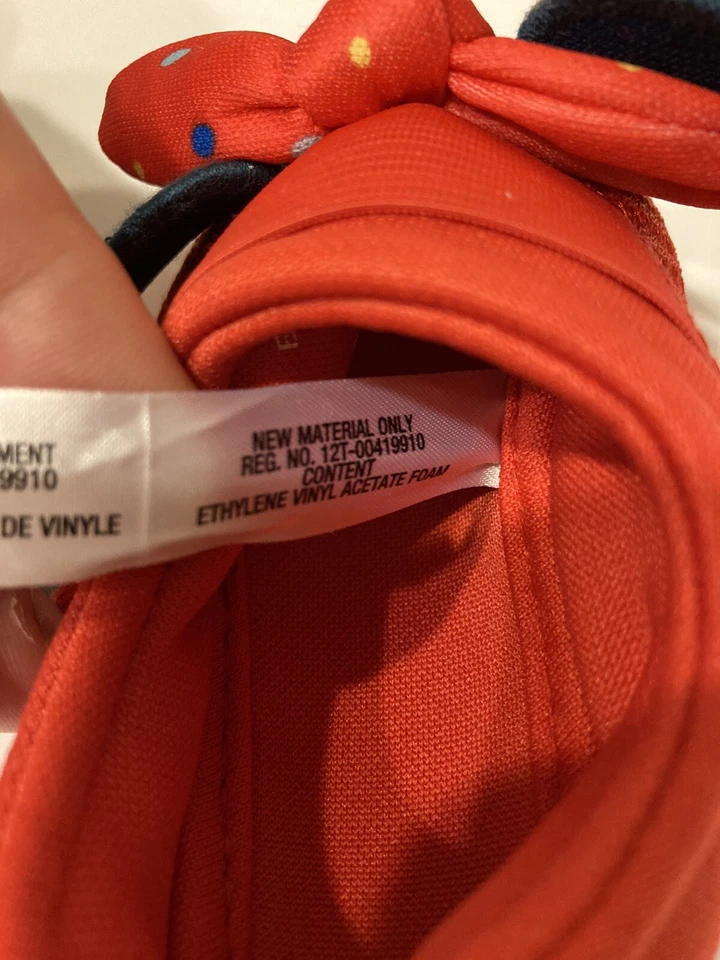 MENT
9910
DE VINYLE
NEW MATERIAL ONLY
REG. NO. 12T-00419910
CONTENT
ETHYLENE VINYL ACETATE FOAM